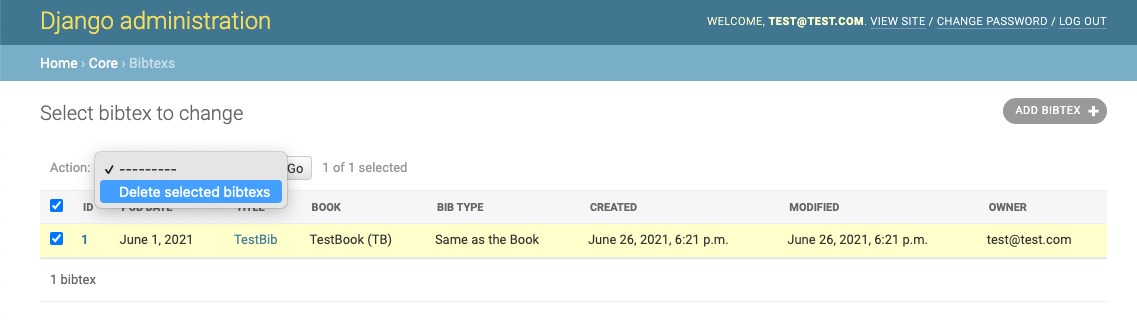 Django administration
WELCOME, TEST@TEST.COM. VIEW SITE / CHANGE PASSWORD / LOG OUT
Home › Core › Bibtexs
Select bibtex to change
ADD BIBTEX +
Action: ✓ --------- Go 1 of 1 selected
Delete selected bibtexs
ID PUB DATE TITLE BOOK BIB TYPE CREATED MODIFIED OWNER
1 June 1, 2021 TestBib TestBook (TB) Same as the Book June 26, 2021, 6:21 p.m. June 26, 2021, 6:21 p.m. test@test.com
1 bibtex